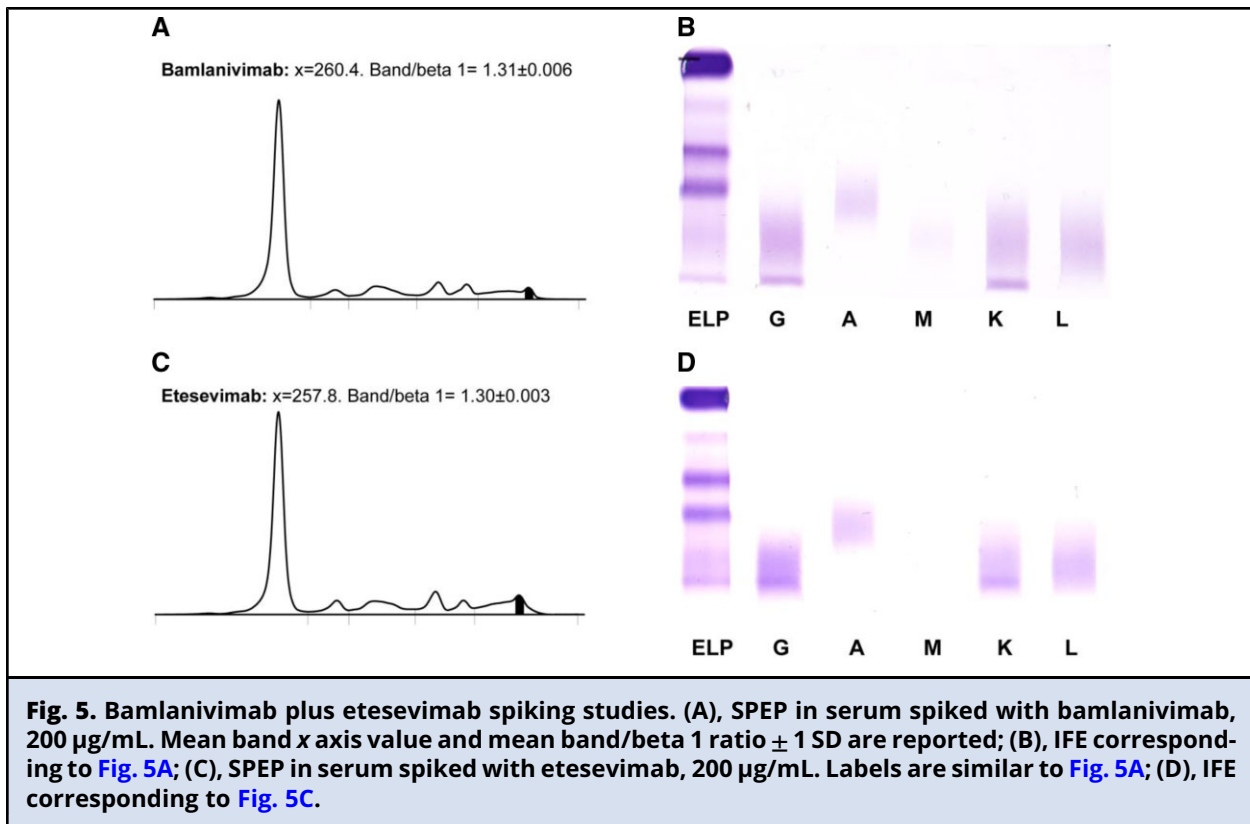 A
Bamlanivimab: x=260.4. Band/beta 1= 1.31±0.006
B
ELP G A M K L
C
Etesevimab: x=257.8. Band/beta 1= 1.30±0.003
D
ELP G A M K L
Fig. 5. Bamlanivimab plus etesevimab spiking studies. (A), SPEP in serum spiked with bamlanivimab,
200 µg/mL. Mean band x axis value and mean band/beta 1 ratio ± 1 SD are reported; (B), IFE correspond-
ing to Fig. 5A; (C), SPEP in serum spiked with etesevimab, 200 µg/mL. Labels are similar to Fig. 5A; (D), IFE
corresponding to Fig. 5C.